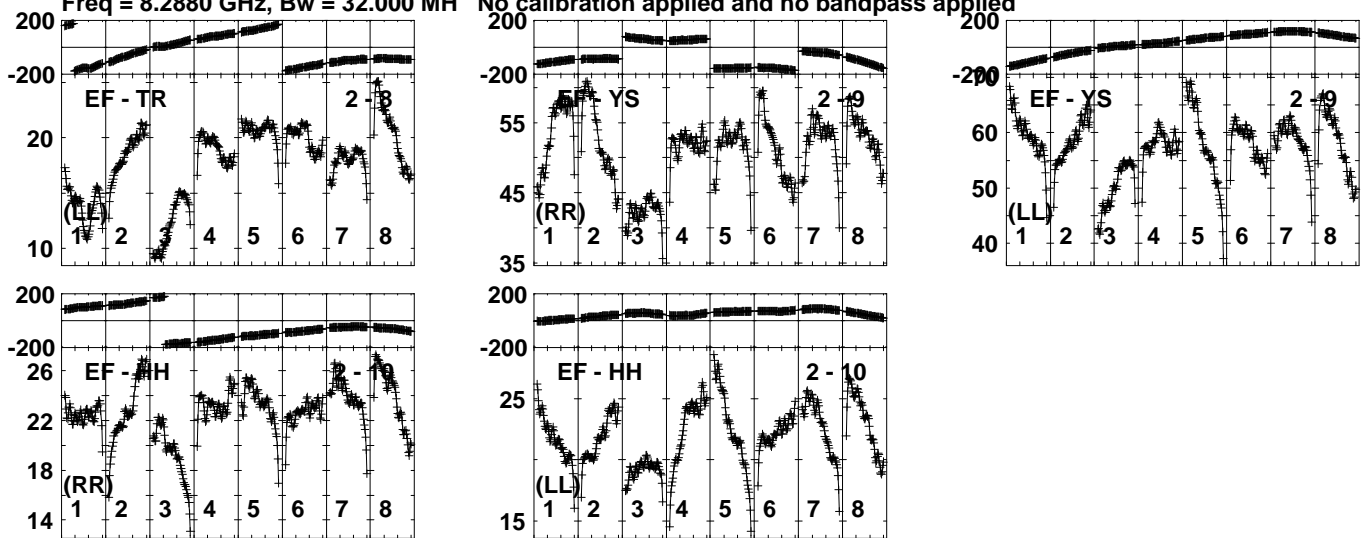 Freq = 8.2880 GHz, Bw = 32.000 MH No calibration applied and no bandpass applied
200
-200
EF - TR 2 - 8
20
10
(LL)
1 2 3 4 5 6 7 8
200
-200
EF - YS 2 - 9
55
45
35
(RR)
1 2 3 4 5 6 7 8
200
-200
70
EF - YS 2 - 9
60
50
40
(LL)
1 2 3 4 5 6 7 8
200
-200
EF - HH 2 - 10
26
22
18
14
(RR)
1 2 3 4 5 6 7 8
200
-200
EF - HH 2 - 10
25
15
(LL)
1 2 3 4 5 6 7 8